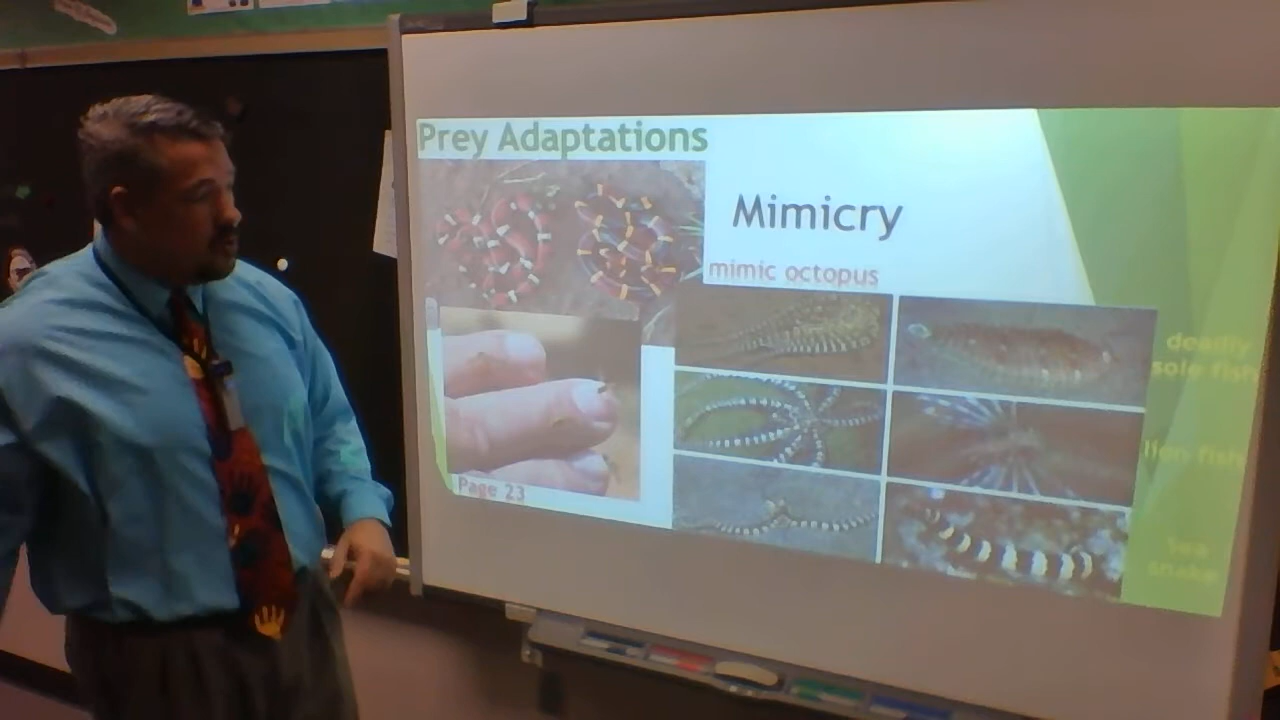 Prey Adaptations
Mimicry
mimic octopus
deadly
sole fish
lion fish
Sea
snake
Page 23